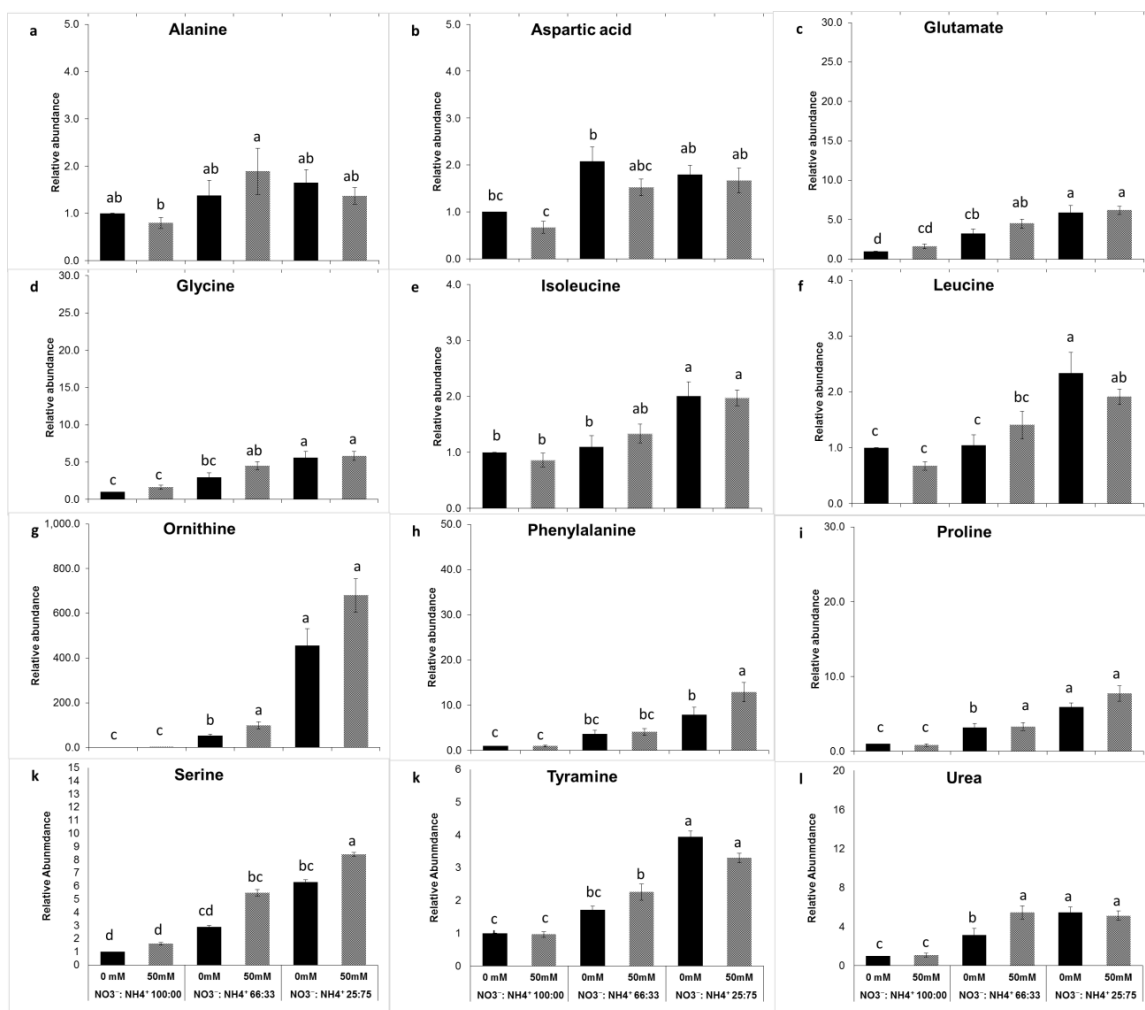 a Alanine
Relative abundance
5.0
4.0
3.0
2.0
1.0
0.0
ab b ab a ab ab
b Aspartic acid
Relative abundance
5.0
4.0
3.0
2.0
1.0
0.0
bc c b abc ab ab
c Glutamate
Relative abundance
30.0
25.0
20.0
15.0
10.0
5.0
0.0
d cd cb ab a a
d Glycine
Relative abundance
30.0
25.0
20.0
15.0
10.0
5.0
0.0
c c bc ab a a
e Isoleucine
Relative abundance
4.0
3.0
2.0
1.0
0.0
b b b ab a a
f Leucine
Relative abundance
4.0
3.0
2.0
1.0
0.0
c c c bc a ab
g Ornithine
Relative abundance
1,000.0
800.0
600.0
400.0
200.0
0.0
c c b a a a
h Phenylalanine
Relative abundance
50.0
40.0
30.0
20.0
10.0
0.0
c c bc bc b a
i Proline
Relative abundance
30.0
20.0
10.0
0.0
c c b a a a
k Serine
Relative Abunmdance
15
14
13
12
11
10
9
8
7
6
5
4
3
2
1
0
d d cd bc bc a
0 mM 50mM 0mM 50mM 0mM 50mM
NO3⁻: NH4⁺ 100:00 NO3⁻: NH4⁺ 66:33 NO3⁻: NH4⁺ 25:75
k Tyramine
Relative Abunmdance
6
5
4
3
2
1
0
c c bc b a a
0 mM 50mM 0mM 50mM 0mM 50mM
NO3⁻: NH4⁺ 100:00 NO3⁻: NH4⁺ 66:33 NO3⁻: NH4⁺ 25:75
l Urea
Relative Abunmdance
20
16
12
8
4
0
c c b a a a
0 mM 50mM 0mM 50mM 0mM 50mM
NO3⁻: NH4⁺ 100:00 NO3⁻: NH4⁺ 66:33 NO3⁻: NH4⁺ 25:75